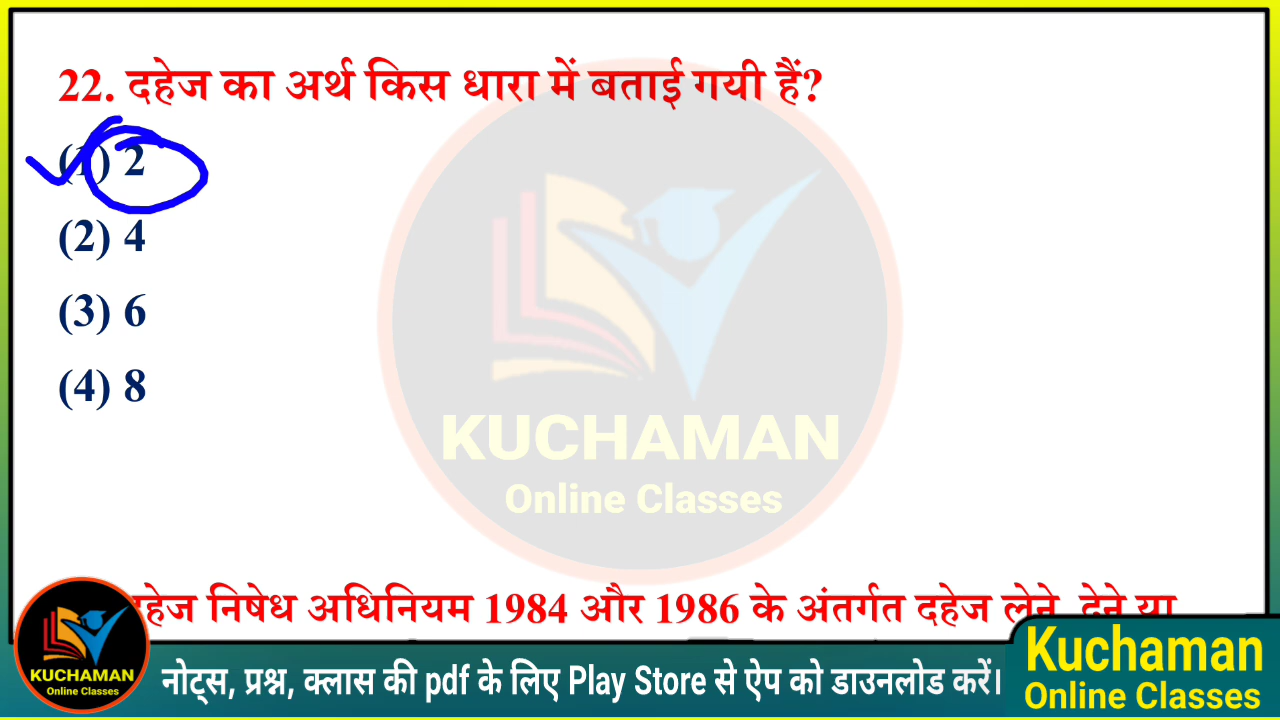 22. दहेज का अर्थ किस धारा में बताई गयी हैं?
(1) 2
(2) 4
(3) 6
(4) 8
KUCHAMAN
Online Classes
दहेज निषेध अधिनियम 1984 और 1986 के अंतर्गत दहेज लेने, देने या
KUCHAMAN
Online Classes
नोट्स, प्रश्न, क्लास की pdf के लिए Play Store से ऐप को डाउनलोड करें।
Kuchaman
Online Classes